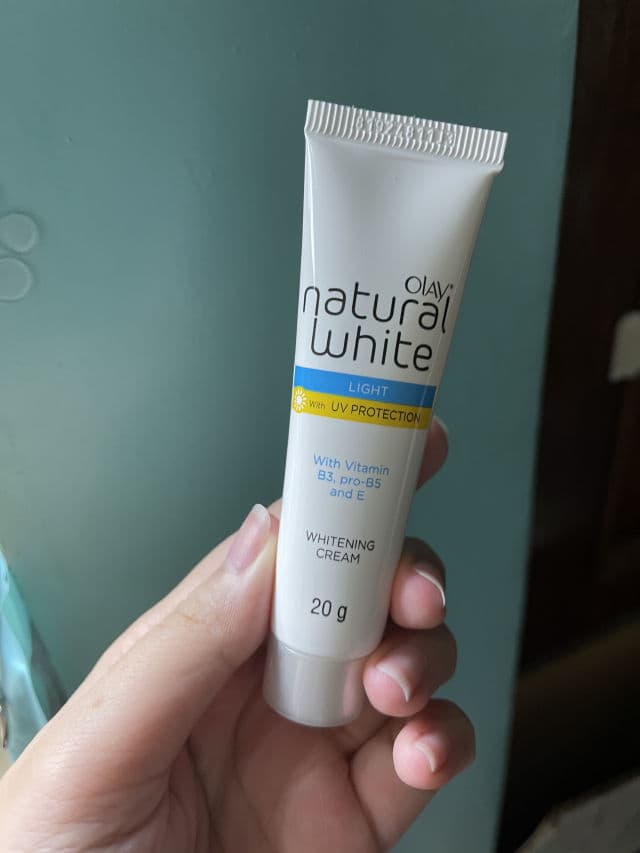 OLAY®
natural
white
LIGHT
With UV PROTECTION
With Vitamin
B3, pro-B5
and E
WHITENING
CREAM
20 g